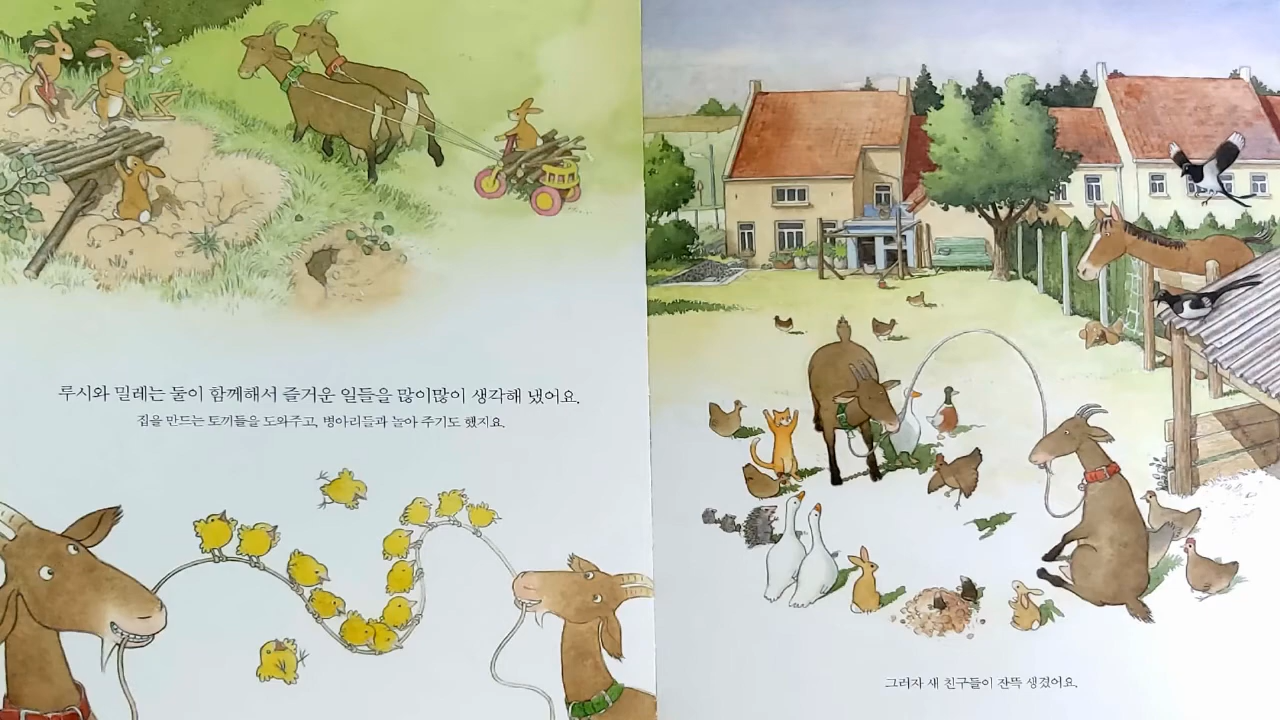 루시와 밀레는 둘이 함께해서 즐거운 일들을 많이많이 생각해 냈어요.
집을 만드는 토끼들을 도와주고, 병아리들과 놀아 주기도 했지요.
그러자 새 친구들이 잔뜩 생겼어요.